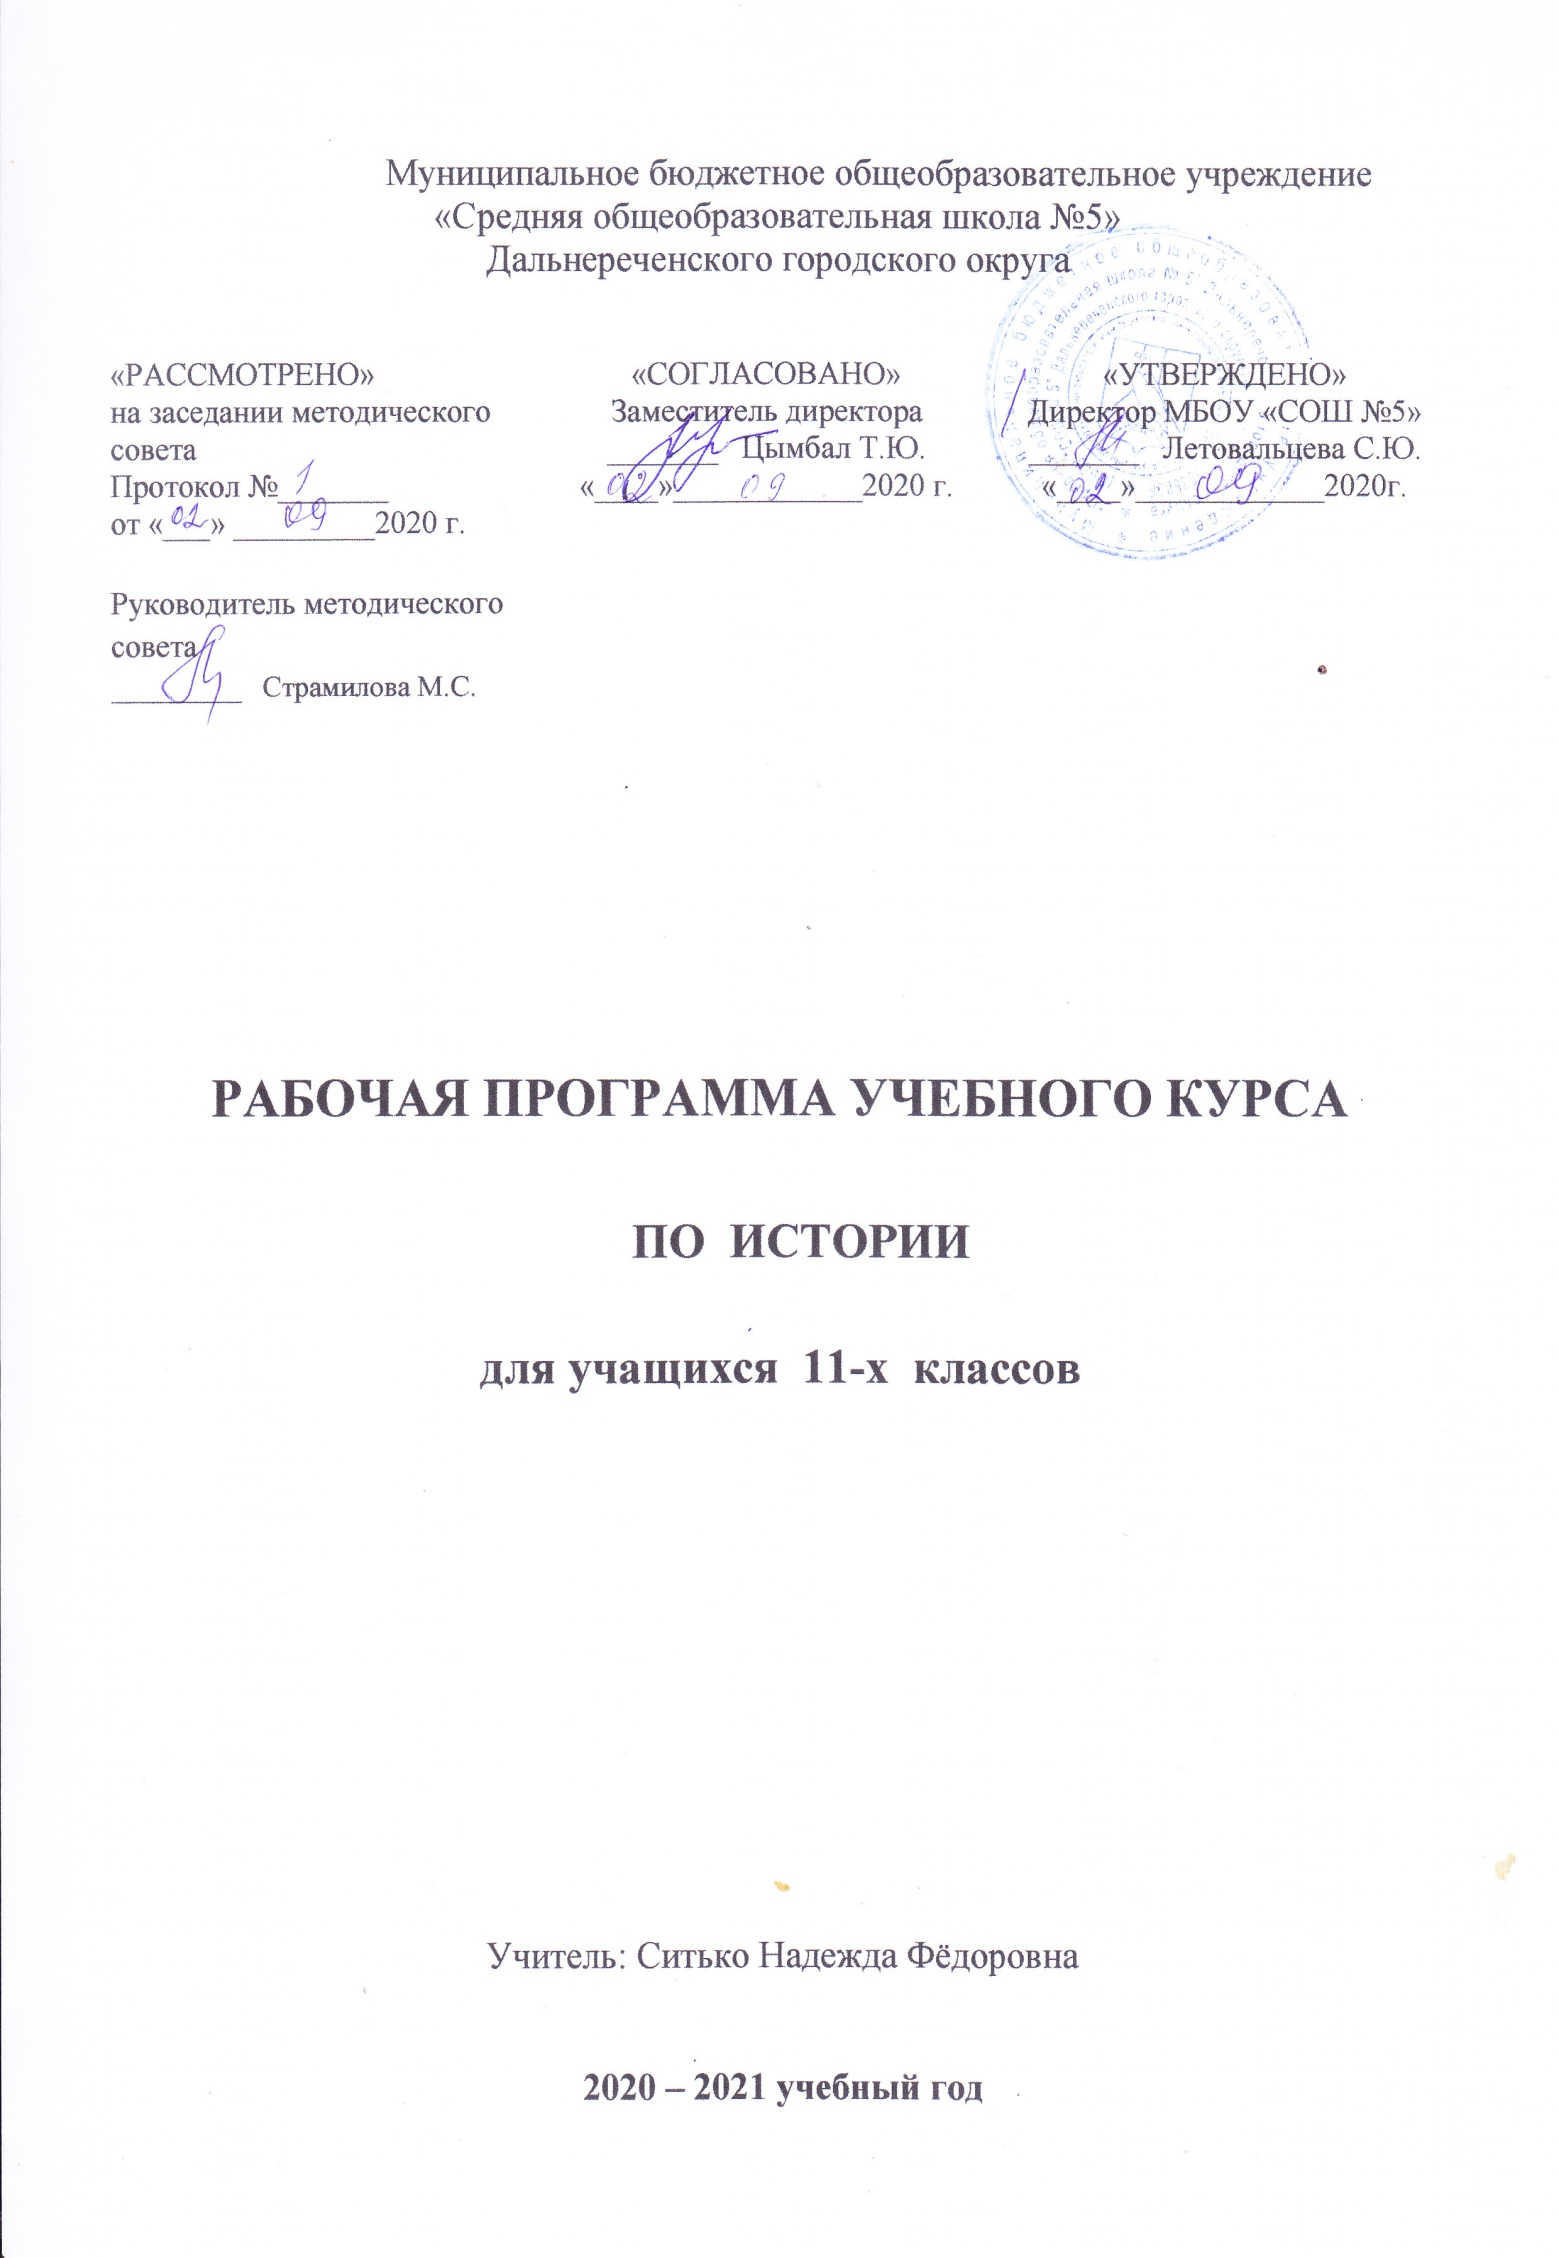 Муниципальное бюджетное общеобразовательное учреждение
«Средняя общеобразовательная школа №5»
Дальнереченского городского округа
«РАССМОТРЕНО»
на заседании методического
совета
Протокол № 1
от «02» 09 2020 г.
Руководитель методического
совета
Страмилова М.С.
«СОГЛАСОВАНО»
Заместитель директора
Цымбал Т.Ю.
«02» 09 2020 г.
«УТВЕРЖДЕНО»
Директор МБОУ «СОШ №5»
Летовальцева С.Ю.
«02» 09 2020г.
РАБОЧАЯ ПРОГРАММА УЧЕБНОГО КУРСА
ПО ИСТОРИИ
для учащихся 11-х классов
Учитель: Ситько Надежда Фёдоровна
2020 – 2021 учебный год